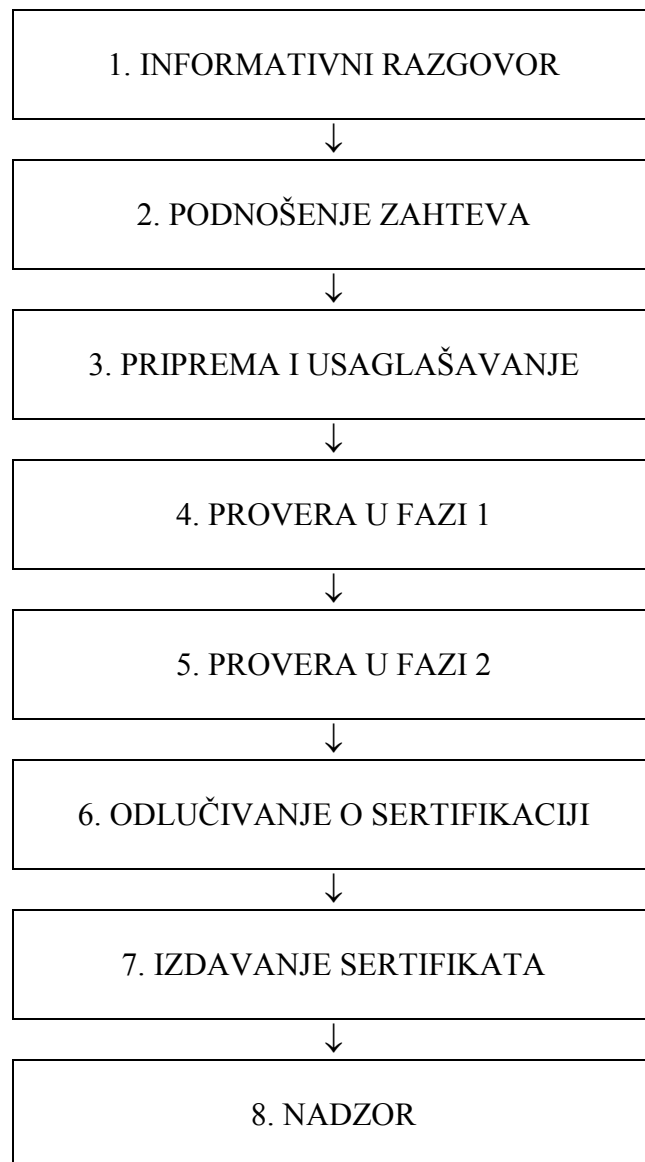 1. INFORMATIVNI RAZGOVOR
↓
2. PODNOŠENJE ZAHTEVA
↓
3. PRIPREMA I USAGLAŠAVANJE
↓
4. PROVERA U FAZI 1
↓
5. PROVERA U FAZI 2
↓
6. ODLUČIVANJE O SERTIFIKACIJI
↓
7. IZDAVANJE SERTIFIKATA
↓
8. NADZOR